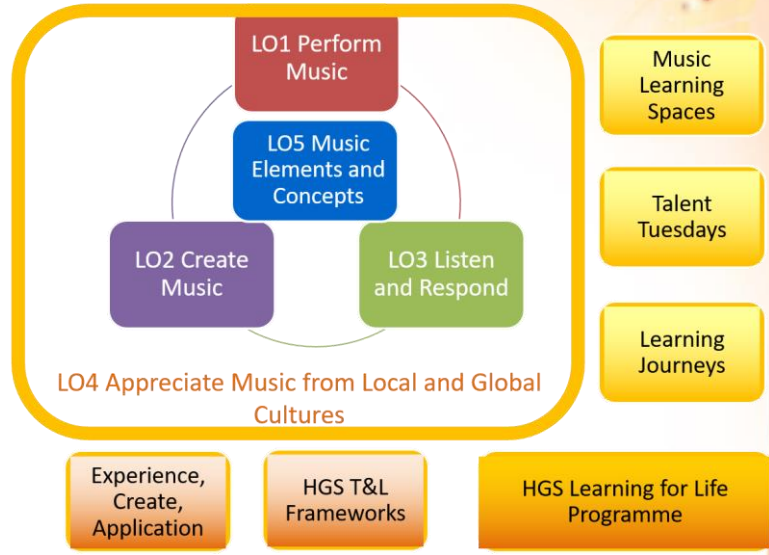 LO1 Perform
Music
LO5 Music
Elements and
Concepts
LO2 Create
Music
LO3 Listen
and Respond
LO4 Appreciate Music from Local and Global
Cultures
Music
Learning
Spaces
Talent
Tuesdays
Learning
Journeys
Experience,
Create,
Application
HGS T&L
Frameworks
HGS Learning for Life
Programme